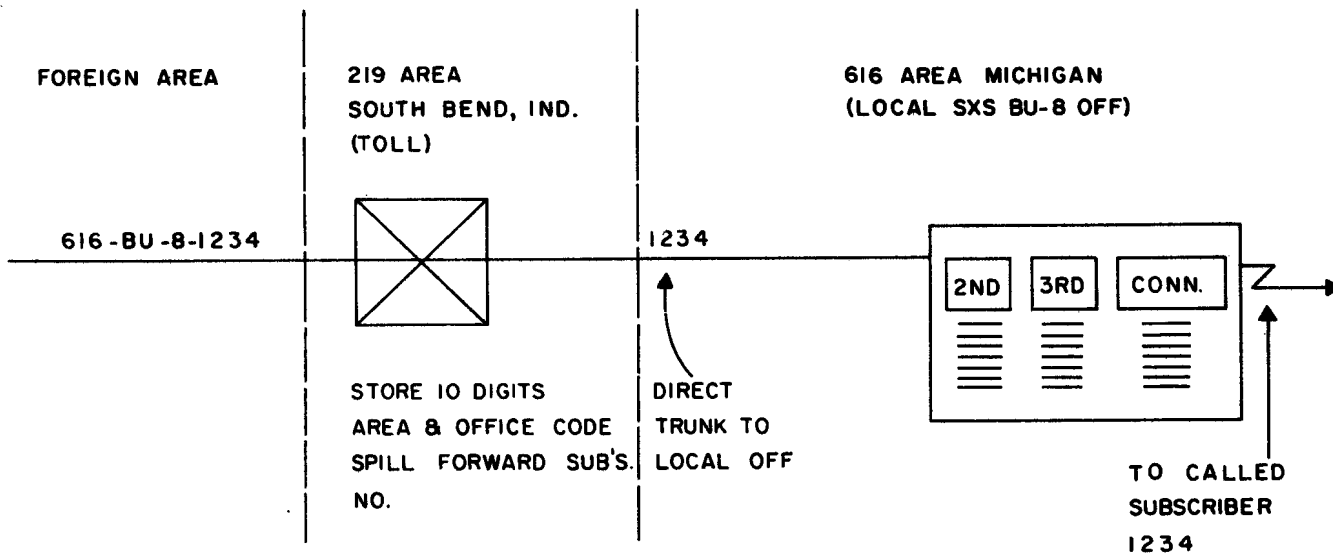 FOREIGN AREA
219 AREA
SOUTH BEND, IND.
(TOLL)
616 AREA MICHIGAN
(LOCAL SXS BU-8 OFF)
616-BU-8-1234
1234
2ND
3RD
CONN.
STORE 10 DIGITS
AREA & OFFICE CODE
SPILL FORWARD SUB'S.
NO.
DIRECT
TRUNK TO
LOCAL OFF
TO CALLED
SUBSCRIBER
1234